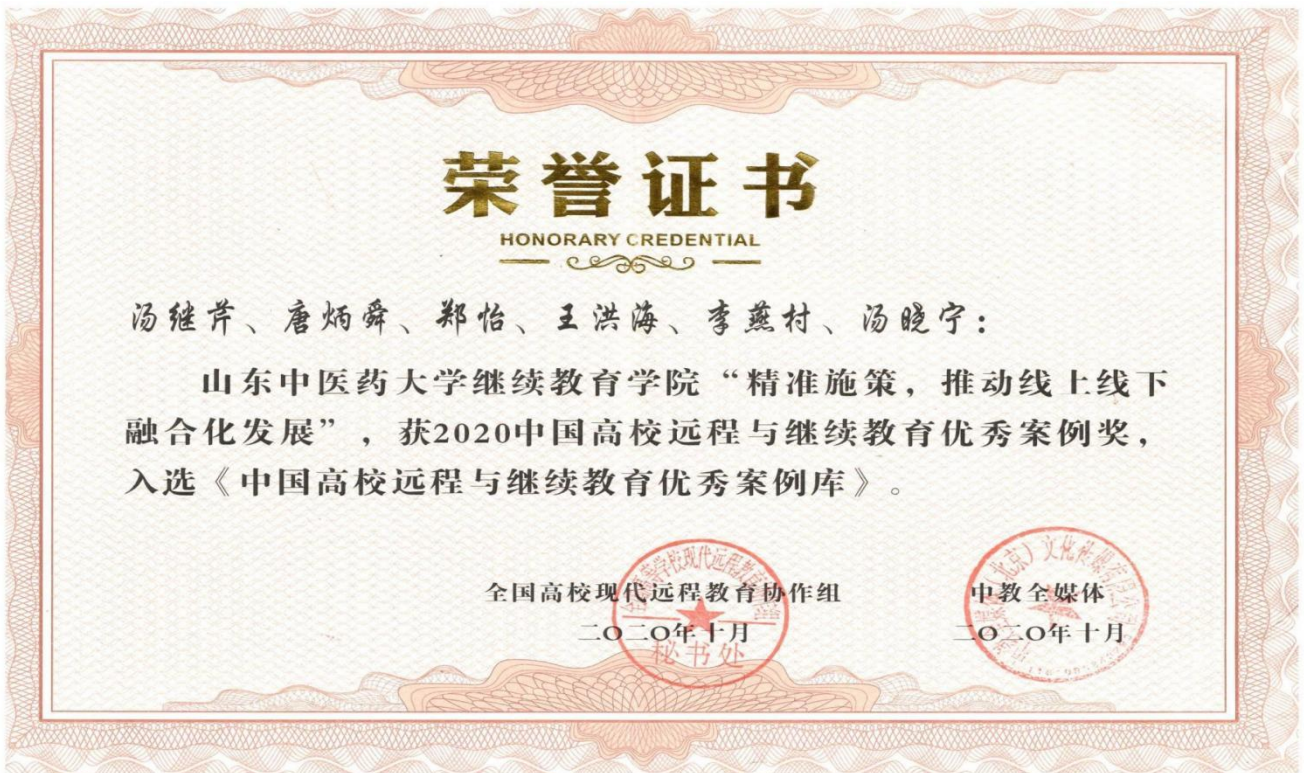 荣誉证书
HONORARY CREDENTIAL
汤继芹、唐炳舜、郑怡、王洪海、李燕村、汤晓宁：
山东中医药大学继续教育学院“精准施策，推动线上线下
融合化发展”，获2020中国高校远程与继续教育优秀案例奖，
入选《中国高校远程与继续教育优秀案例库》。
全国高校现代远程教育协作组
二〇二〇年十月
秘书处
中教全媒体
二〇二〇年十月